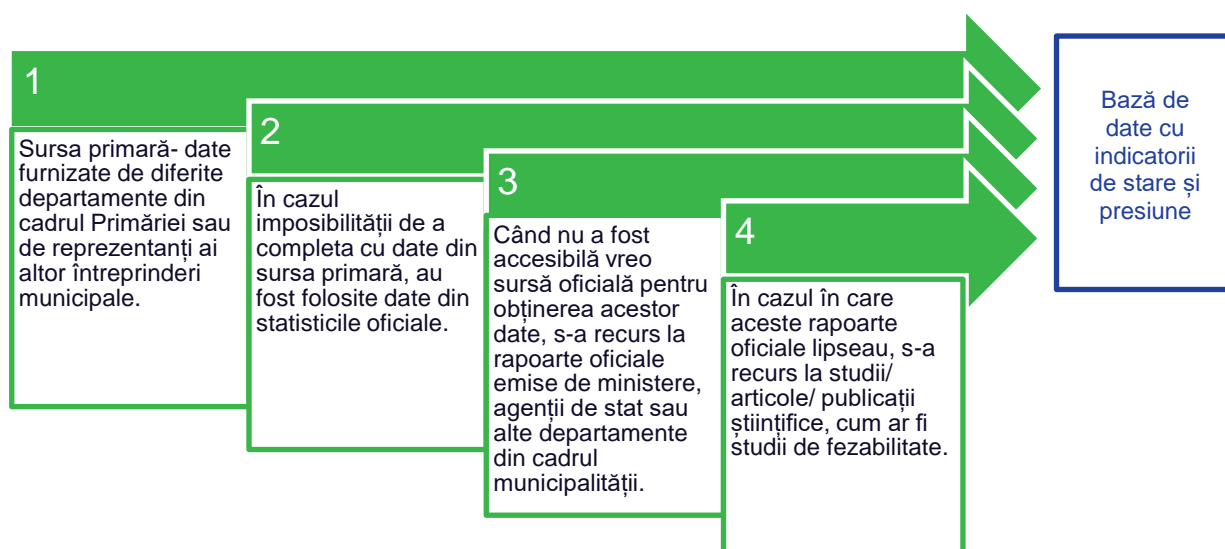 1
Sursa primară- date
furnizate de diferite
departamente din
cadrul Primăriei sau
de reprezentanți ai
altor întreprinderi
municipale.
2
În cazul
imposibilității de a
completa cu date din
sursa primară, au
fost folosite date din
statisticile oficiale.
3
Când nu a fost
accesibilă vreo
sursă oficială pentru
obținerea acestor
date, s-a recurs la
rapoarte oficiale
emise de ministere,
agenții de stat sau
alte departamente
din cadrul
municipalității.
4
În cazul în care
aceste rapoarte
oficiale lipseau, s-a
recurs la studii/
articole/ publicații
științifice, cum ar fi
studii de fezabilitate.
Bază de
date cu
indicatorii
de stare și
presiune